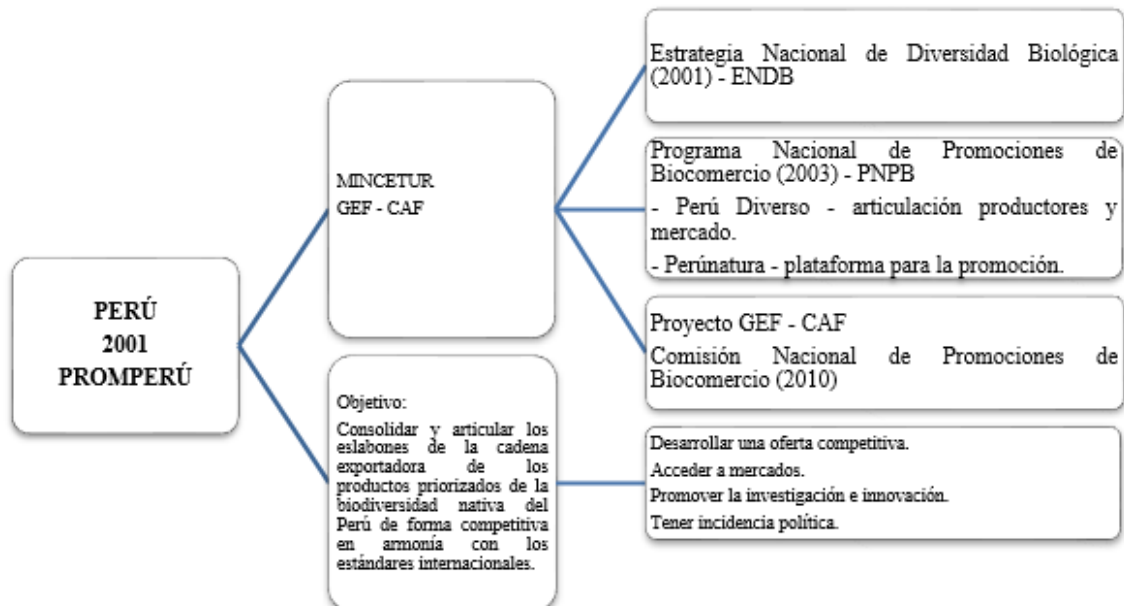 PERÚ
2001
PROMPERÚ
MINCETUR
GEF - CAF
Objetivo:
Consolidar y articular los
eslabones de la cadena
exportadora de los
productos priorizados de la
biodiversidad nativa del
Perú de forma competitiva
en armonía con los
estándares internacionales.
Estrategia Nacional de Diversidad Biológica
(2001) - ENDB
Programa Nacional de Promociones de
Biocomercio (2003) - PNPB
- Perú Diverso - articulación productores y
mercado.
- Perúnatura - plataforma para la promoción.
Proyecto GEF - CAF
Comisión Nacional de Promociones de
Biocomercio (2010)
Desarrollar una oferta competitiva.
Acceder a mercados.
Promover la investigación e innovación.
Tener incidencia política.